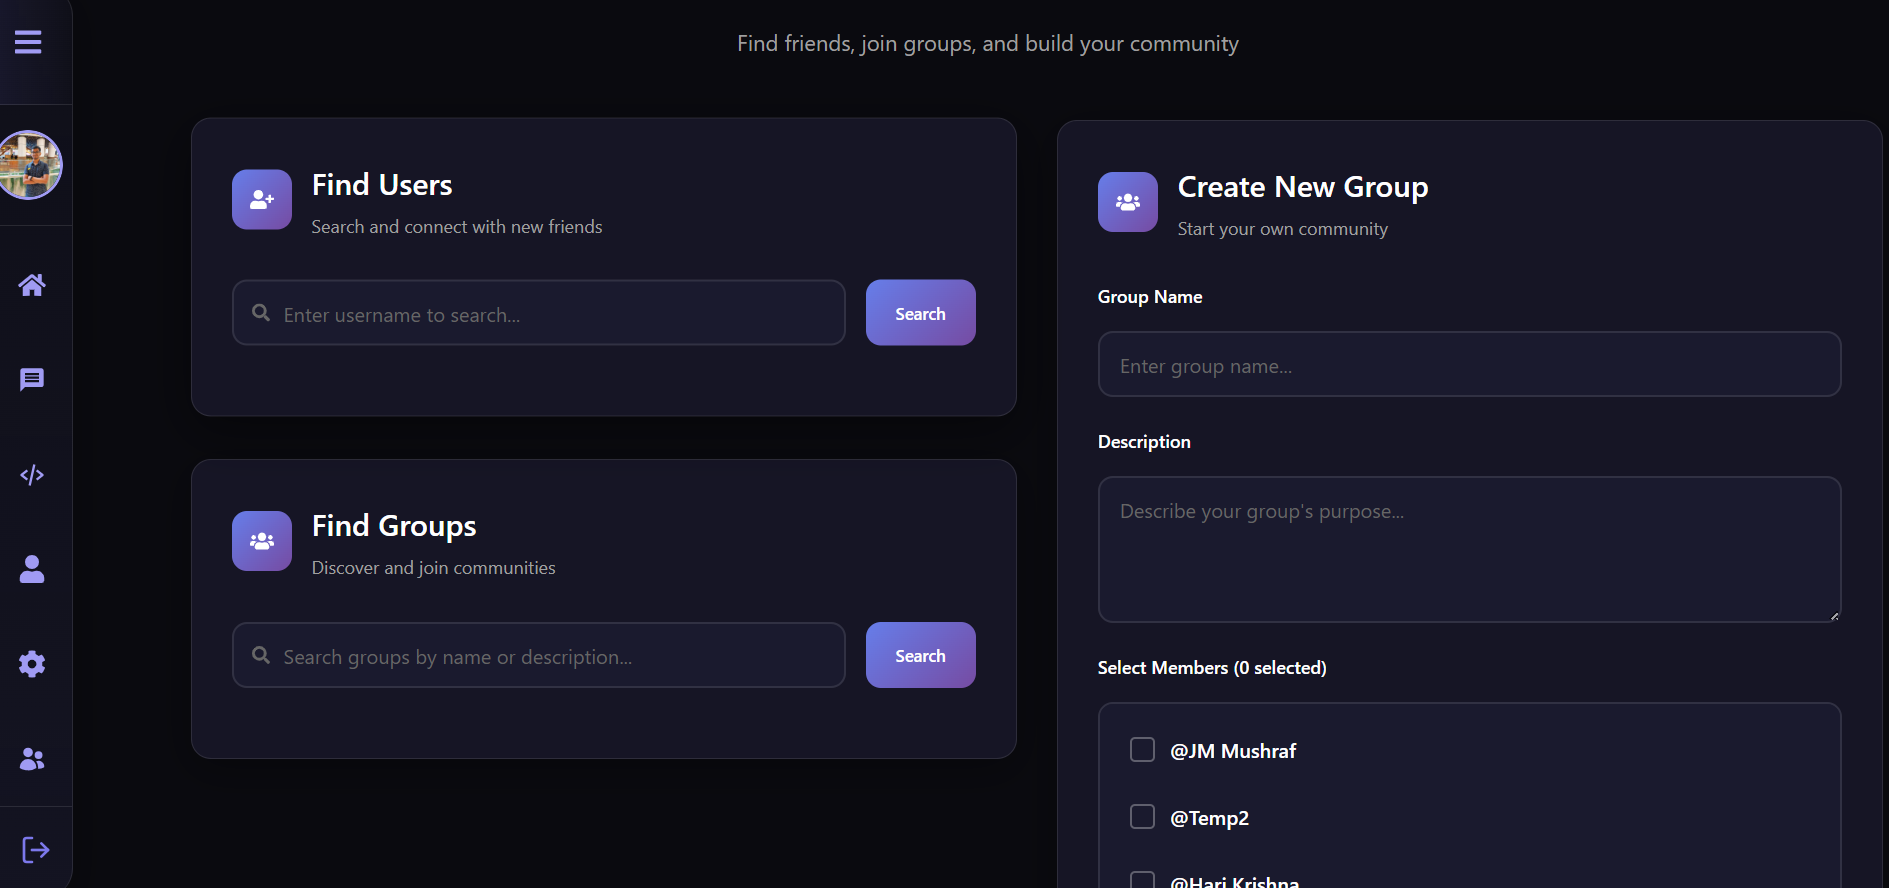 Find friends, join groups, and build your community
Find Users
Search and connect with new friends
Enter username to search...
Search
Find Groups
Discover and join communities
Search groups by name or description...
Search
Create New Group
Start your own community
Group Name
Enter group name...
Description
Describe your group's purpose...
Select Members (0 selected)
@JM Mushraf
@Temp2
@Hari Krishna